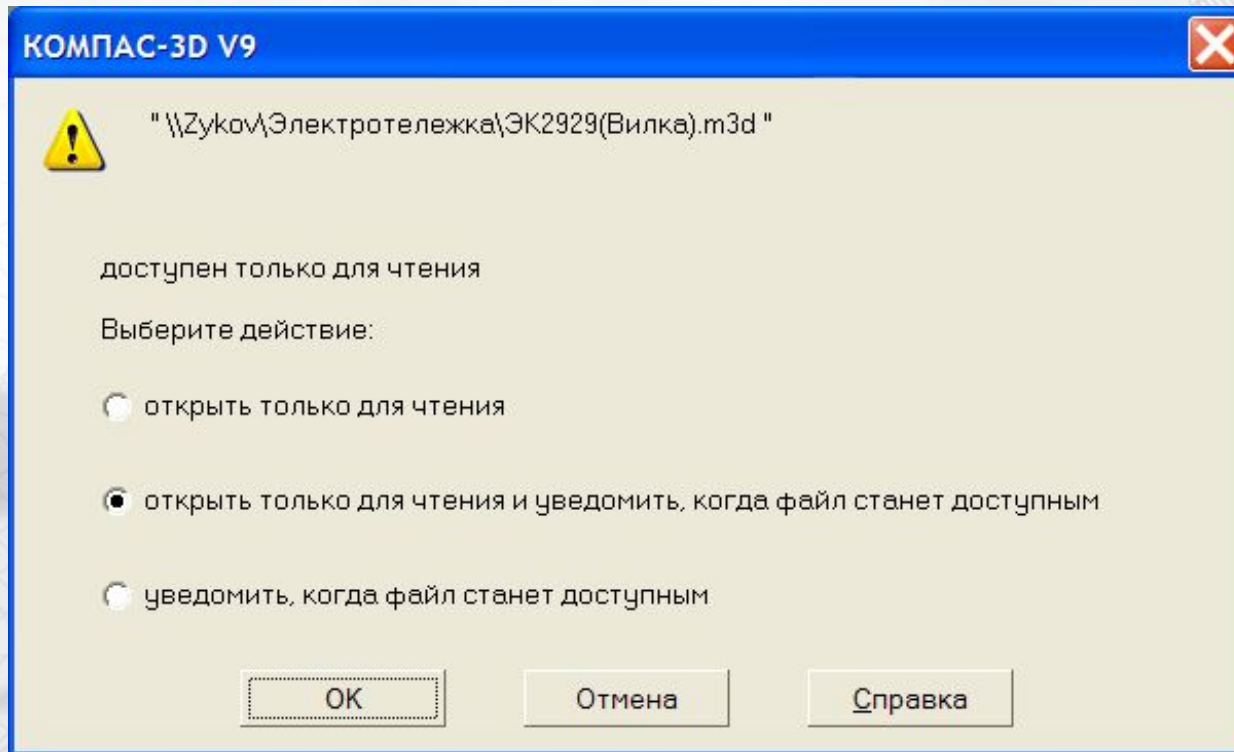 КОМПАС-3D V9
" \\Zykov\Электротележка\ЭК2929(Вилка).m3d "
доступен только для чтения
Выберите действие:
открыть только для чтения
открыть только для чтения и уведомить, когда файл станет доступным
уведомить, когда файл станет доступным
OK Отмена Справка